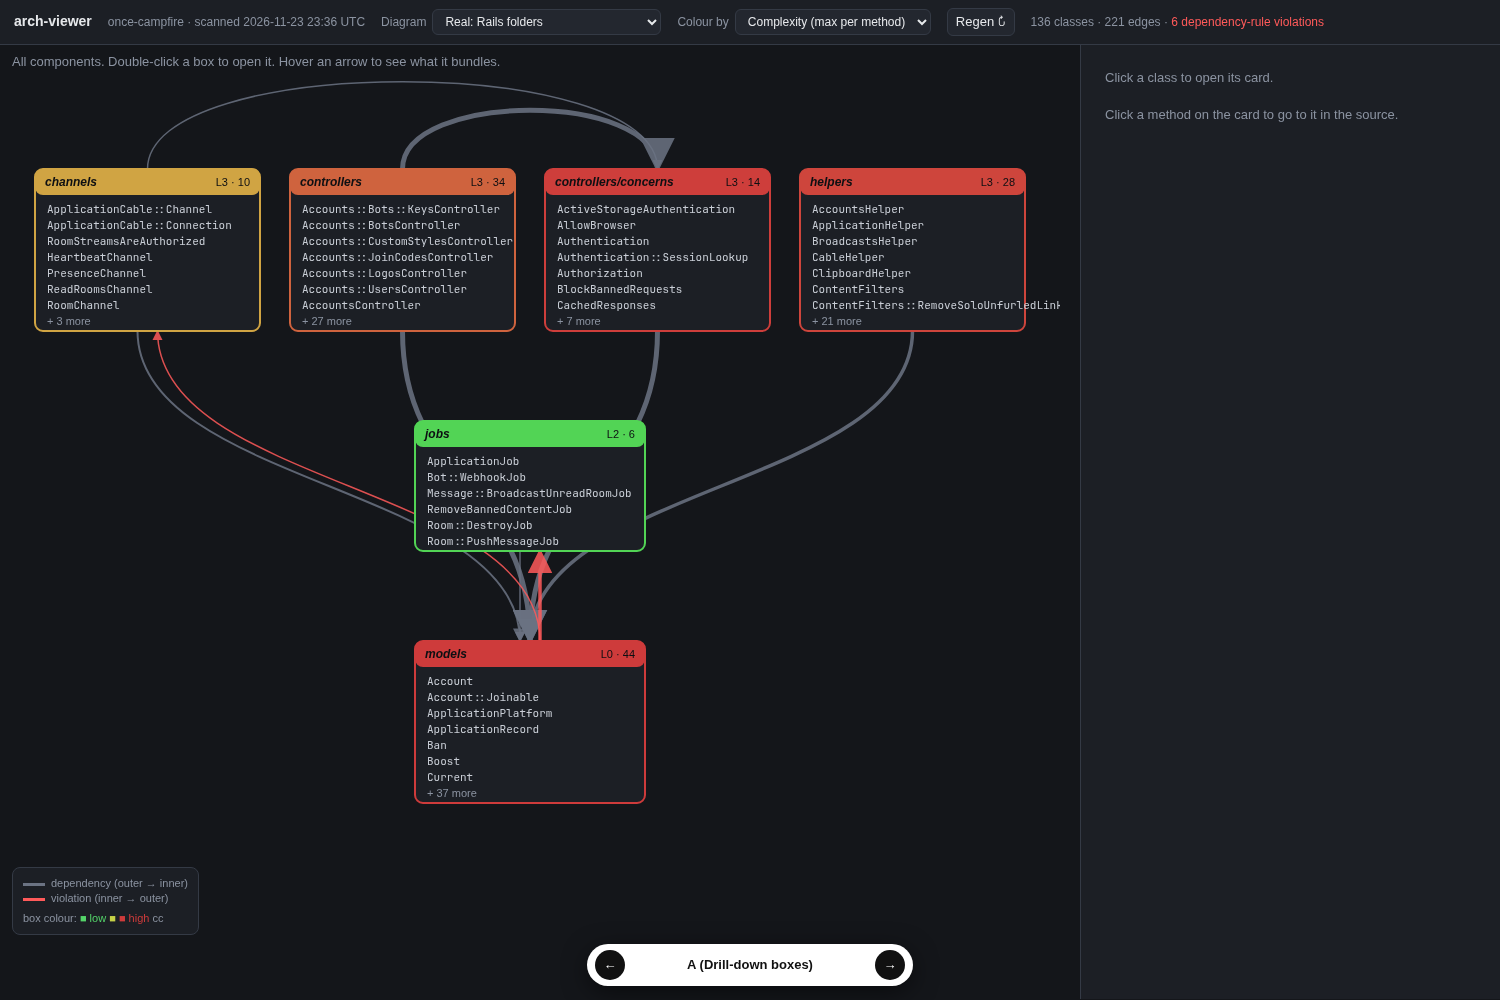 arch-viewer once-campfire · scanned 2026-11-23 23:36 UTC Diagram Real: Rails folders Colour by Complexity (max per method) Regen ↻ 136 classes · 221 edges · 6 dependency-rule violations
All components. Double-click a box to open it. Hover an arrow to see what it bundles.
Click a class to open its card.
Click a method on the card to go to it in the source.
channels L3 · 10
ApplicationCable::Channel
ApplicationCable::Connection
RoomStreamsAreAuthorized
HeartbeatChannel
PresenceChannel
ReadRoomsChannel
RoomChannel
+ 3 more
controllers L3 · 34
Accounts::Bots::KeysController
Accounts::BotsController
Accounts::CustomStylesController
Accounts::JoinCodesController
Accounts::LogosController
Accounts::UsersController
AccountsController
+ 27 more
controllers/concerns L3 · 14
ActiveStorageAuthentication
AllowBrowser
Authentication
Authentication::SessionLookup
Authorization
BlockBannedRequests
CachedResponses
+ 7 more
helpers L3 · 28
AccountsHelper
ApplicationHelper
BroadcastsHelper
CableHelper
ClipboardHelper
ContentFilters
ContentFilters::RemoveSoloUnfurledLink
+ 21 more
jobs L2 · 6
ApplicationJob
Bot::WebhookJob
Message::BroadcastUnreadRoomJob
RemoveBannedContentJob
Room::DestroyJob
Room::PushMessageJob
models L0 · 44
Account
Account::Joinable
ApplicationPlatform
ApplicationRecord
Ban
Boost
Current
+ 37 more
dependency (outer → inner)
violation (inner → outer)
box colour: ■ low ■ ■ high cc
← A (Drill-down boxes) →